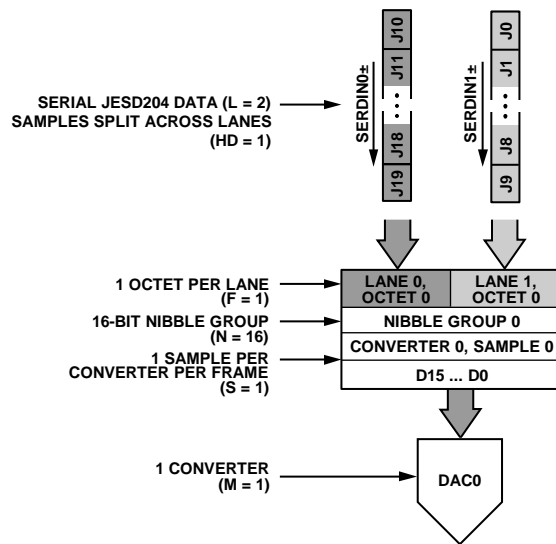 J10
J11
J18
J19
SERDIN0±
J0
J1
J8
J9
SERDIN1±
SERIAL JESD204 DATA (L = 2)
SAMPLES SPLIT ACROSS LANES
(HD = 1)
1 OCTET PER LANE
(F = 1)
LANE 0,
OCTET 0
LANE 1,
OCTET 0
16-BIT NIBBLE GROUP
(N = 16)
NIBBLE GROUP 0
1 SAMPLE PER
CONVERTER PER FRAME
(S = 1)
CONVERTER 0, SAMPLE 0
D15 ... D0
1 CONVERTER
(M = 1)
DAC0